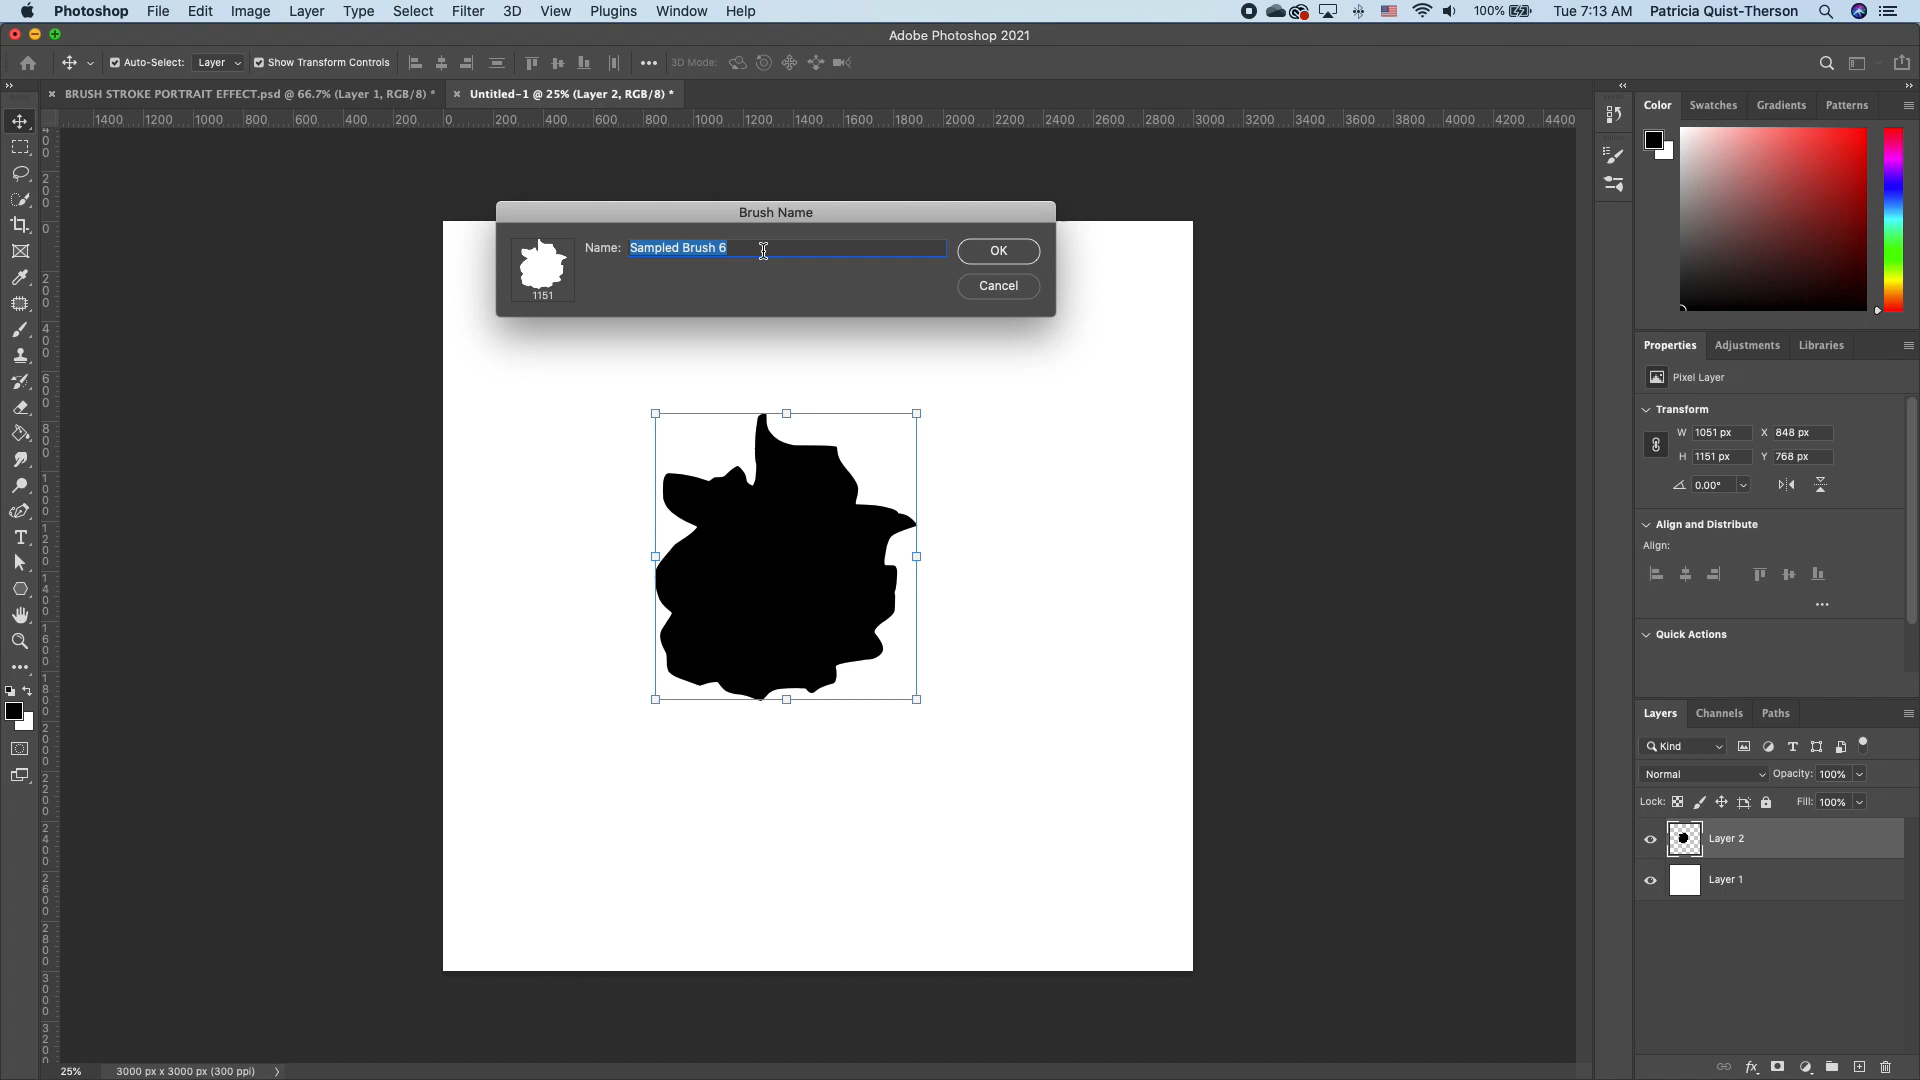 Photoshop File Edit Image Layer Type Select Filter 3D View Plugins Window Help 100% Tue 7:13 AM Patricia Quist-Therson
Adobe Photoshop 2021
Auto-Select: Layer Show Transform Controls 3D Mode:
BRUSH STROKE PORTRAIT EFFECT.psd @ 66.7% (Layer 1, RGB/8) * Untitled-1 @ 25% (Layer 2, RGB/8) *
1400 1200 1000 800 600 400 200 0 200 400 600 800 1000 1200 1400 1600 1800 2000 2200 2400 2600 2800 3000 3200 3400 3600 3800 4000 4200 4400
Color Swatches Gradients Patterns
Brush Name
Name: Sampled Brush 6 OK
Cancel
1151
Properties Adjustments Libraries
Pixel Layer
Transform
W 1051 px X 848 px
H 1151 px Y 768 px
0.00°
Align and Distribute
Align:
Quick Actions
Layers Channels Paths
Kind
Normal Opacity: 100%
Lock: Fill: 100%
Layer 2
Layer 1
25% 3000 px x 3000 px (300 ppi)